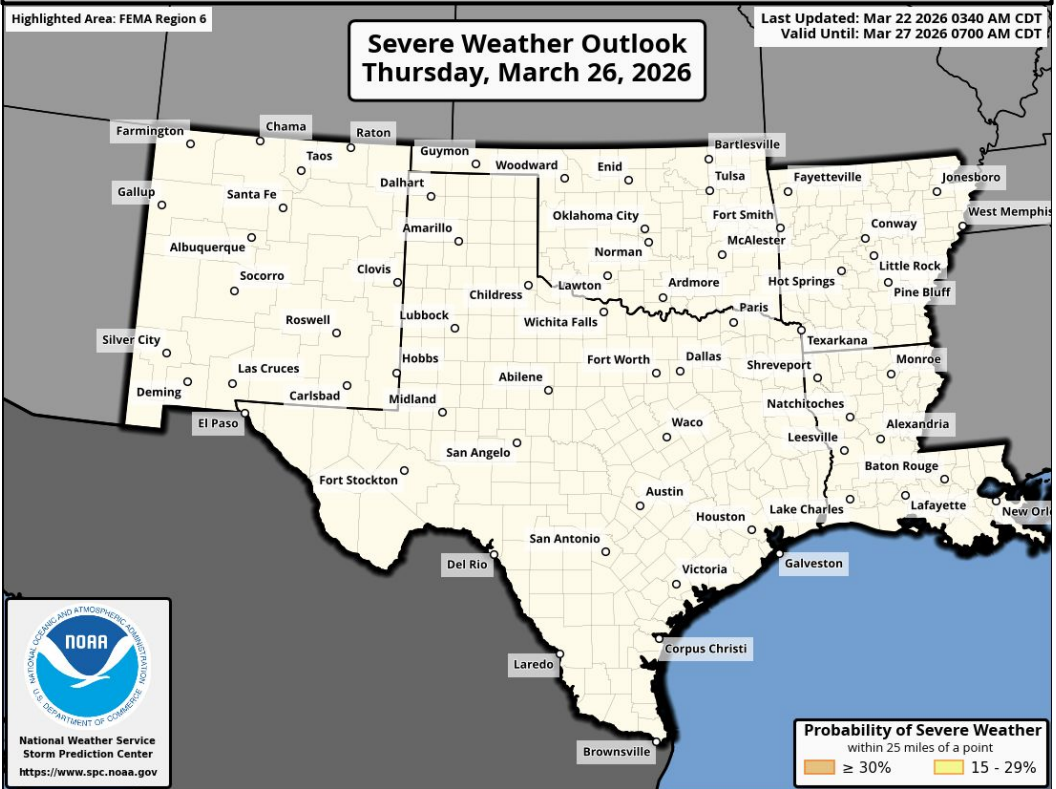 Highlighted Area: FEMA Region 6
Severe Weather Outlook
Thursday, March 26, 2026
Last Updated: Mar 22 2026 0340 AM CDT
Valid Until: Mar 27 2026 0700 AM CDT
Farmington
Chama
Raton
Taos
Guymon
Woodward
Enid
Bartlesville
Tulsa
Fayetteville
Jonesboro
Gallup
Santa Fe
Dalhart
Oklahoma City
Fort Smith
West Memphis
Albuquerque
Amarillo
Norman
McAlester
Conway
Little Rock
Socorro
Clovis
Childress
Lawton
Ardmore
Hot Springs
Pine Bluff
Roswell
Lubbock
Wichita Falls
Paris
Texarkana
Silver City
Hobbs
Fort Worth
Dallas
Shreveport
Monroe
Deming
Las Cruces
Carlsbad
Midland
Abilene
Natchitoches
El Paso
Waco
Leesville
Alexandria
San Angelo
Fort Stockton
Baton Rouge
Austin
Houston
Lake Charles
Lafayette
New Orl
Del Rio
San Antonio
Galveston
Victoria
Laredo
Corpus Christi
Brownsville
NATIONAL OCEANIC AND ATMOSPHERIC ADMINISTRATION
NOAA
U.S. DEPARTMENT OF COMMERCE
National Weather Service
Storm Prediction Center
https://www.spc.noaa.gov
Probability of Severe Weather
within 25 miles of a point
≥ 30%
15 - 29%